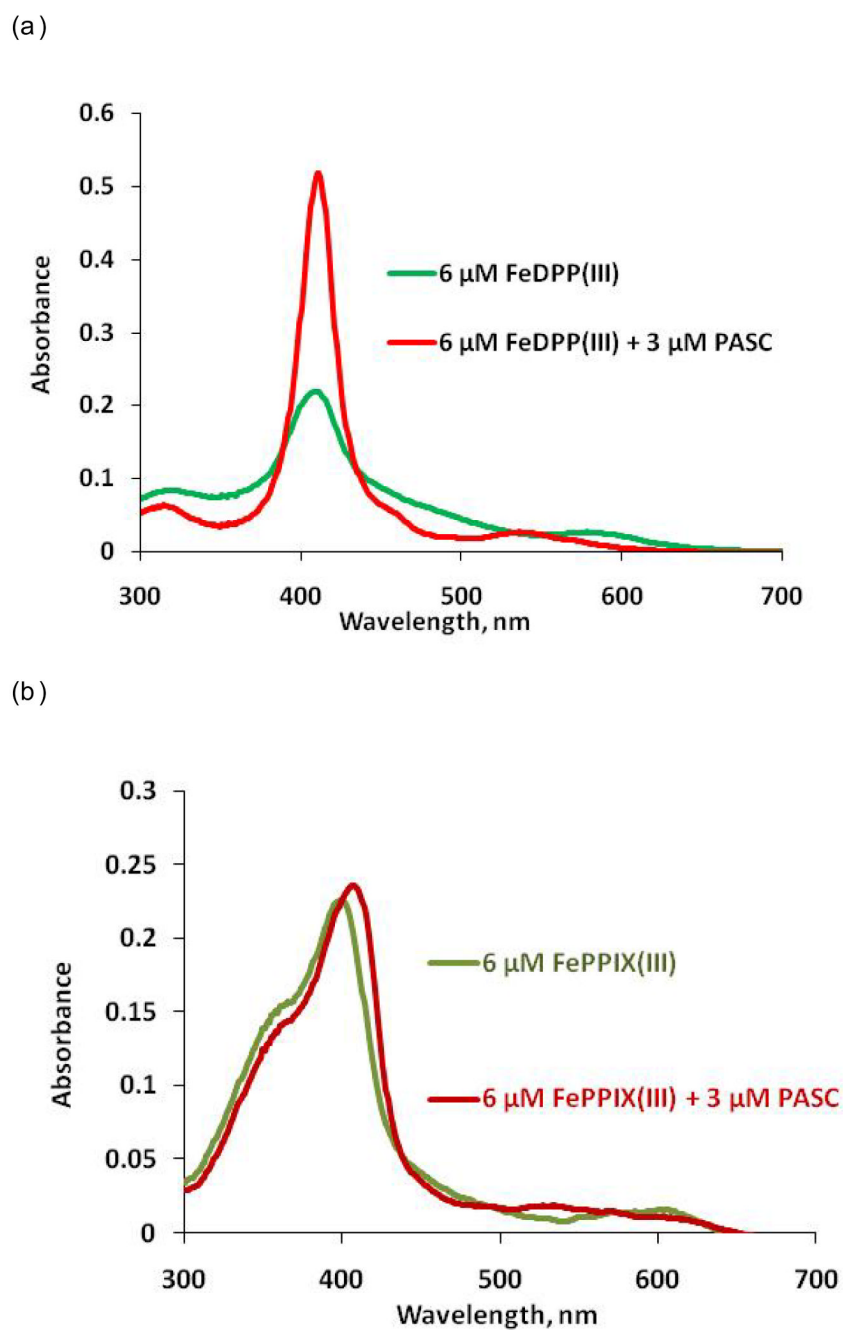 (a)
0.6
0.5
0.4
0.3
0.2
0.1
0
Absorbance
6 µM FeDPP(III)
6 µM FeDPP(III) + 3 µM PASC
300
400
500
600
700
Wavelength, nm
(b)
0.3
0.25
0.2
0.15
0.1
0.05
0
Absorbance
6 µM FePPIX(III)
6 µM FePPIX(III) + 3 µM PASC
300
400
500
600
700
Wavelength, nm